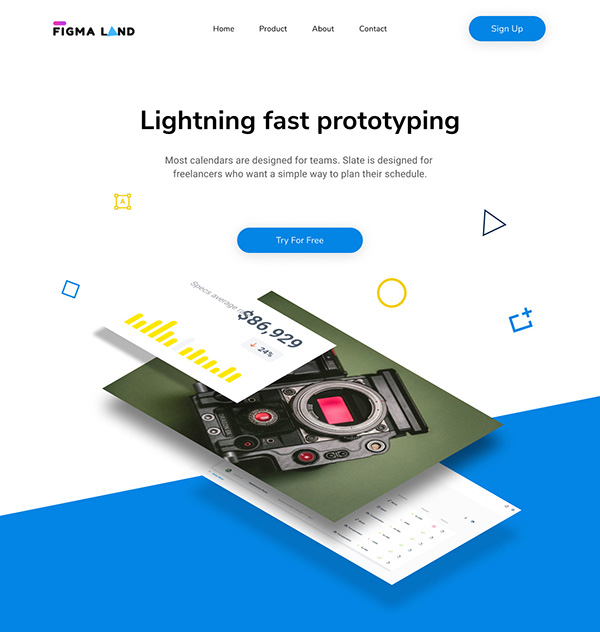 FIGMA LAND
Home
Product
About
Contact
Sign Up
Lightning fast prototyping
Most calendars are designed for teams. Slate is designed for
freelancers who want a simple way to plan their schedule.
A
Try For Free
Specs average
$86,929
24%